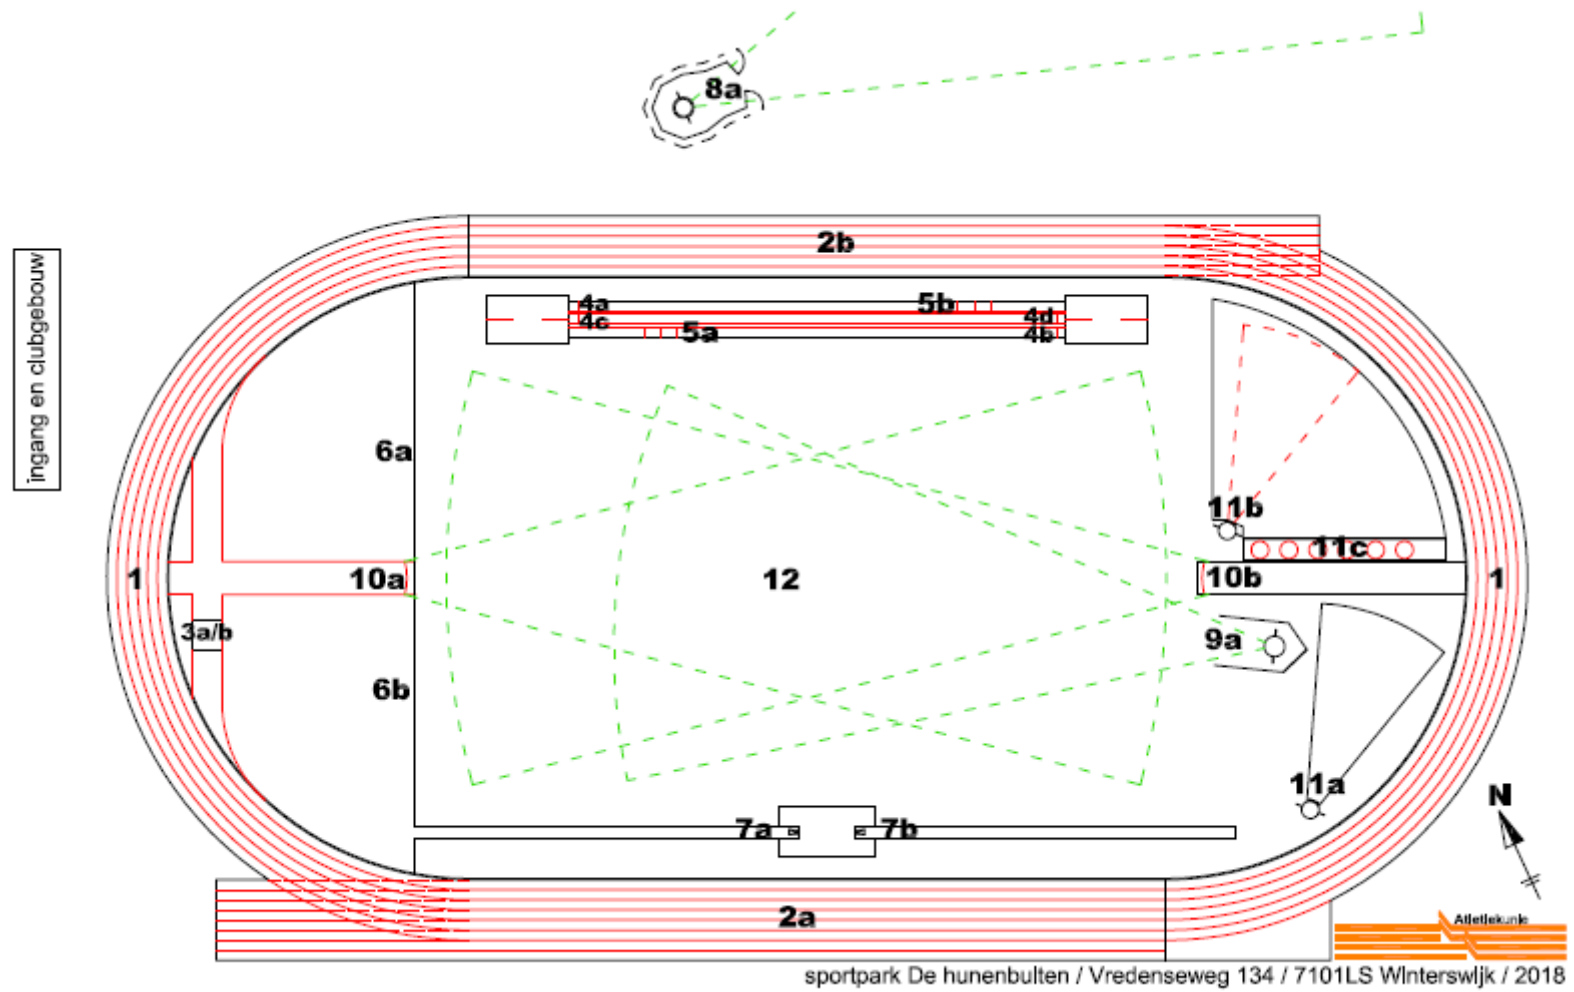 8a
2b
ingang en clubgebouw
4a
5b
4c
4d
5a
4b
6a
11b
11c
1
10a
12
10b
1
3a/b
9a
6b
11a
N
7a
7b
2a
Atletiekunie
sportpark De hunenbulten / Vredenseweg 134 / 7101LS Winterswijk / 2018